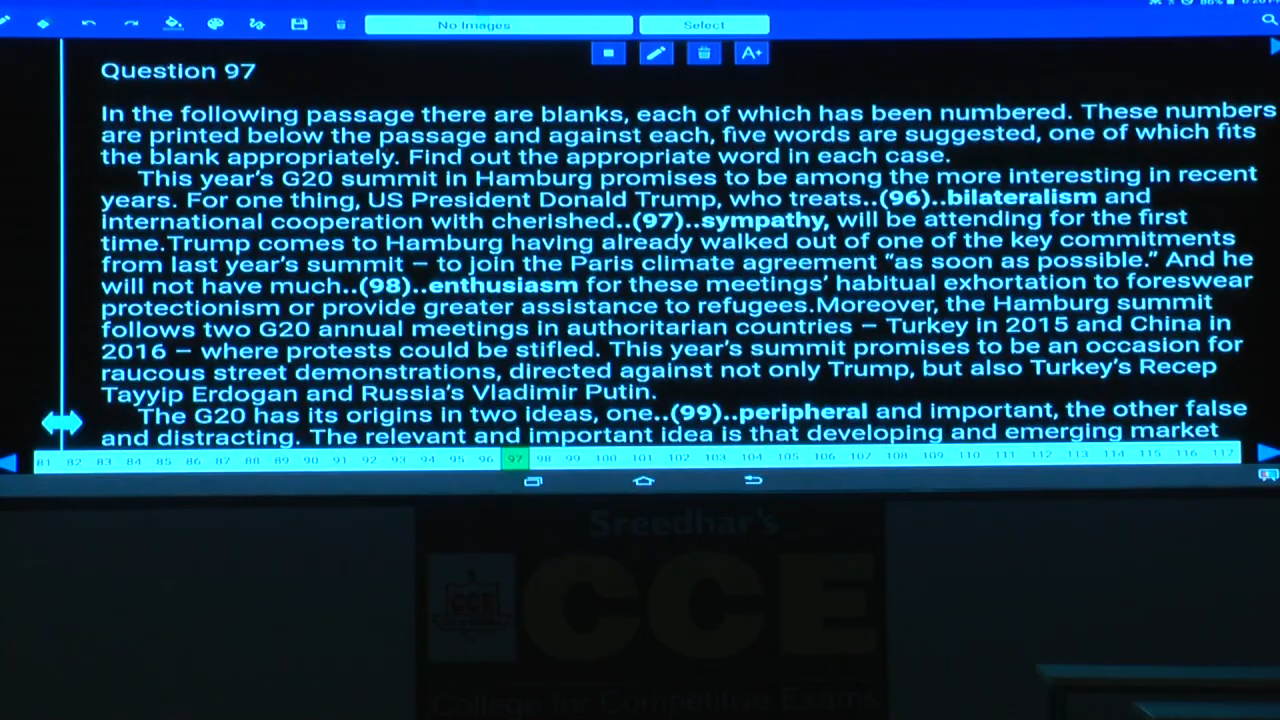 No Images Select
A+
Question 97
In the following passage there are blanks, each of which has been numbered. These numbers
are printed below the passage and against each, five words are suggested, one of which fits
the blank appropriately. Find out the appropriate word in each case.
This year's G20 summit in Hamburg promises to be among the more interesting in recent
years. For one thing, US President Donald Trump, who treats..(96)..bilateralism and
international cooperation with cherished..(97)..sympathy, will be attending for the first
time.Trump comes to Hamburg having already walked out of one of the key commitments
from last year's summit – to join the Paris climate agreement “as soon as possible.” And he
will not have much..(98)..enthusiasm for these meetings’ habitual exhortation to foreswear
protectionism or provide greater assistance to refugees.Moreover, the Hamburg summit
follows two G20 annual meetings in authoritarian countries – Turkey in 2015 and China in
2016 – where protests could be stifled. This year's summit promises to be an occasion for
raucous street demonstrations, directed against not only Trump, but also Turkey's Recep
Tayyip Erdogan and Russia's Vladimir Putin.
The G20 has its origins in two ideas, one..(99)..peripheral and important, the other false
and distracting. The relevant and important idea is that developing and emerging market
81 82 83 84 85 86 87 88 89 90 91 92 93 94 95 96 97 98 99 100 101 102 103 104 105 106 107 108 109 110 111 112 113 114 115 116 117
Sreedhar's
CCE
CCE
College for Competitive Exams